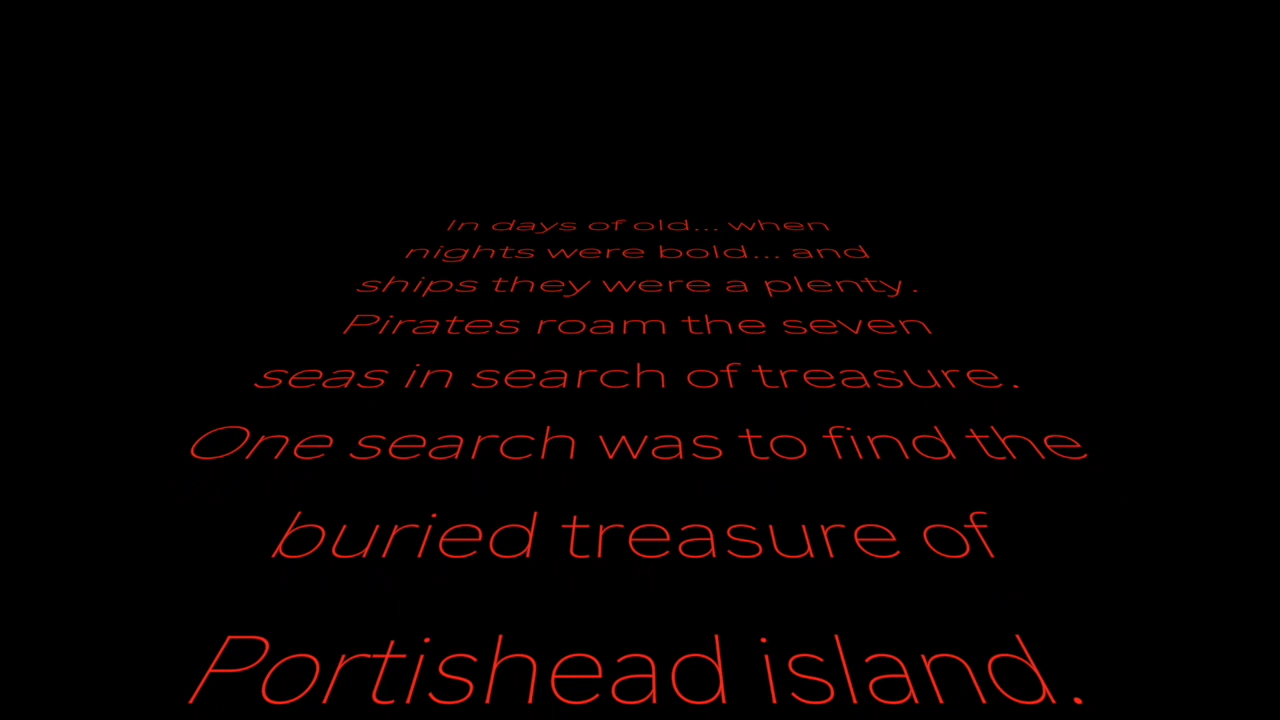 In days of old... when
nights were bold... and
ships they were a plenty.
Pirates roam the seven
seas in search of treasure.
One search was to find the
buried treasure of
Portishead island.